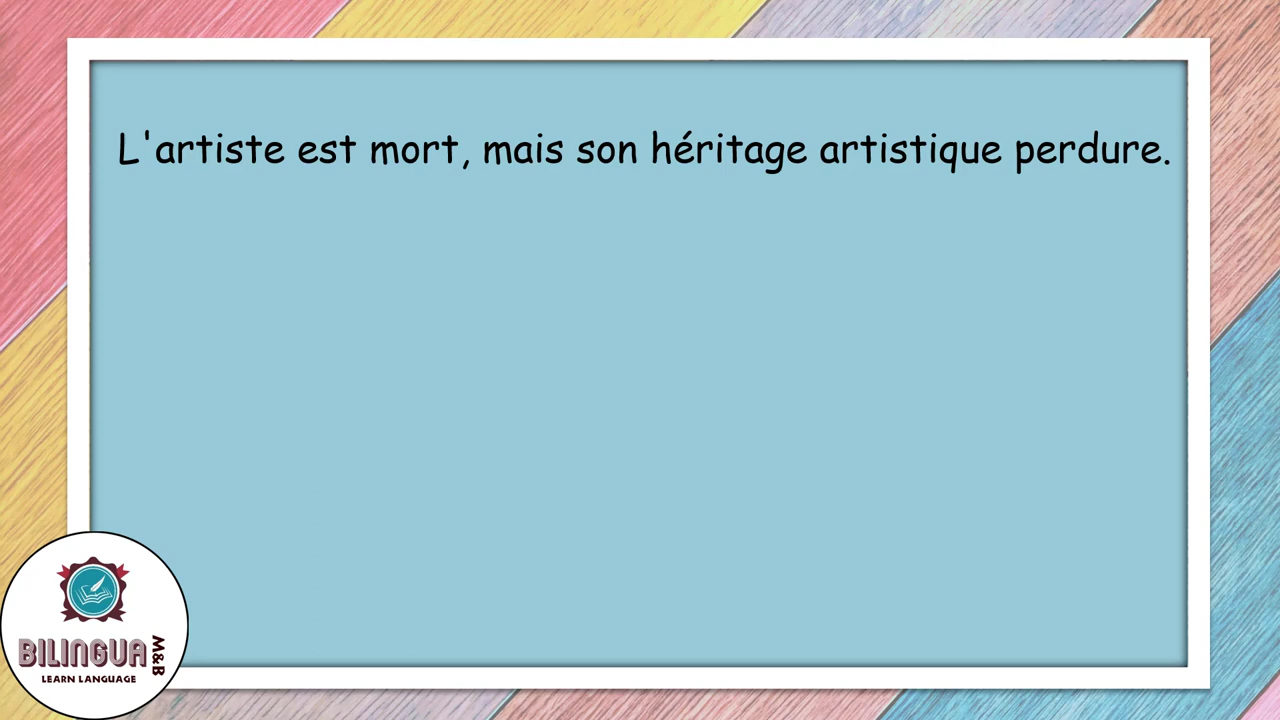 L'artiste est mort, mais son héritage artistique perdure.
BILINGUA M&B
LEARN LANGUAGE